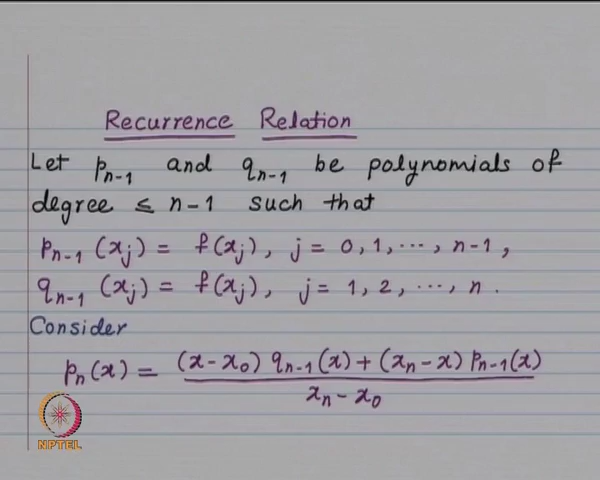 Recurrence Relation
Let pₙ₋₁ and qₙ₋₁ be polynomials of
degree ≤ n-1 such that
pₙ₋₁(xⱼ) = f(xⱼ), j = 0, 1, ⋯, n-1,
qₙ₋₁(xⱼ) = f(xⱼ), j = 1, 2, ⋯, n.
Consider
pₙ(x) = ((x-x₀) qₙ₋₁(x) + (xₙ-x) pₙ₋₁(x)) / (xₙ-x₀)
NPTEL